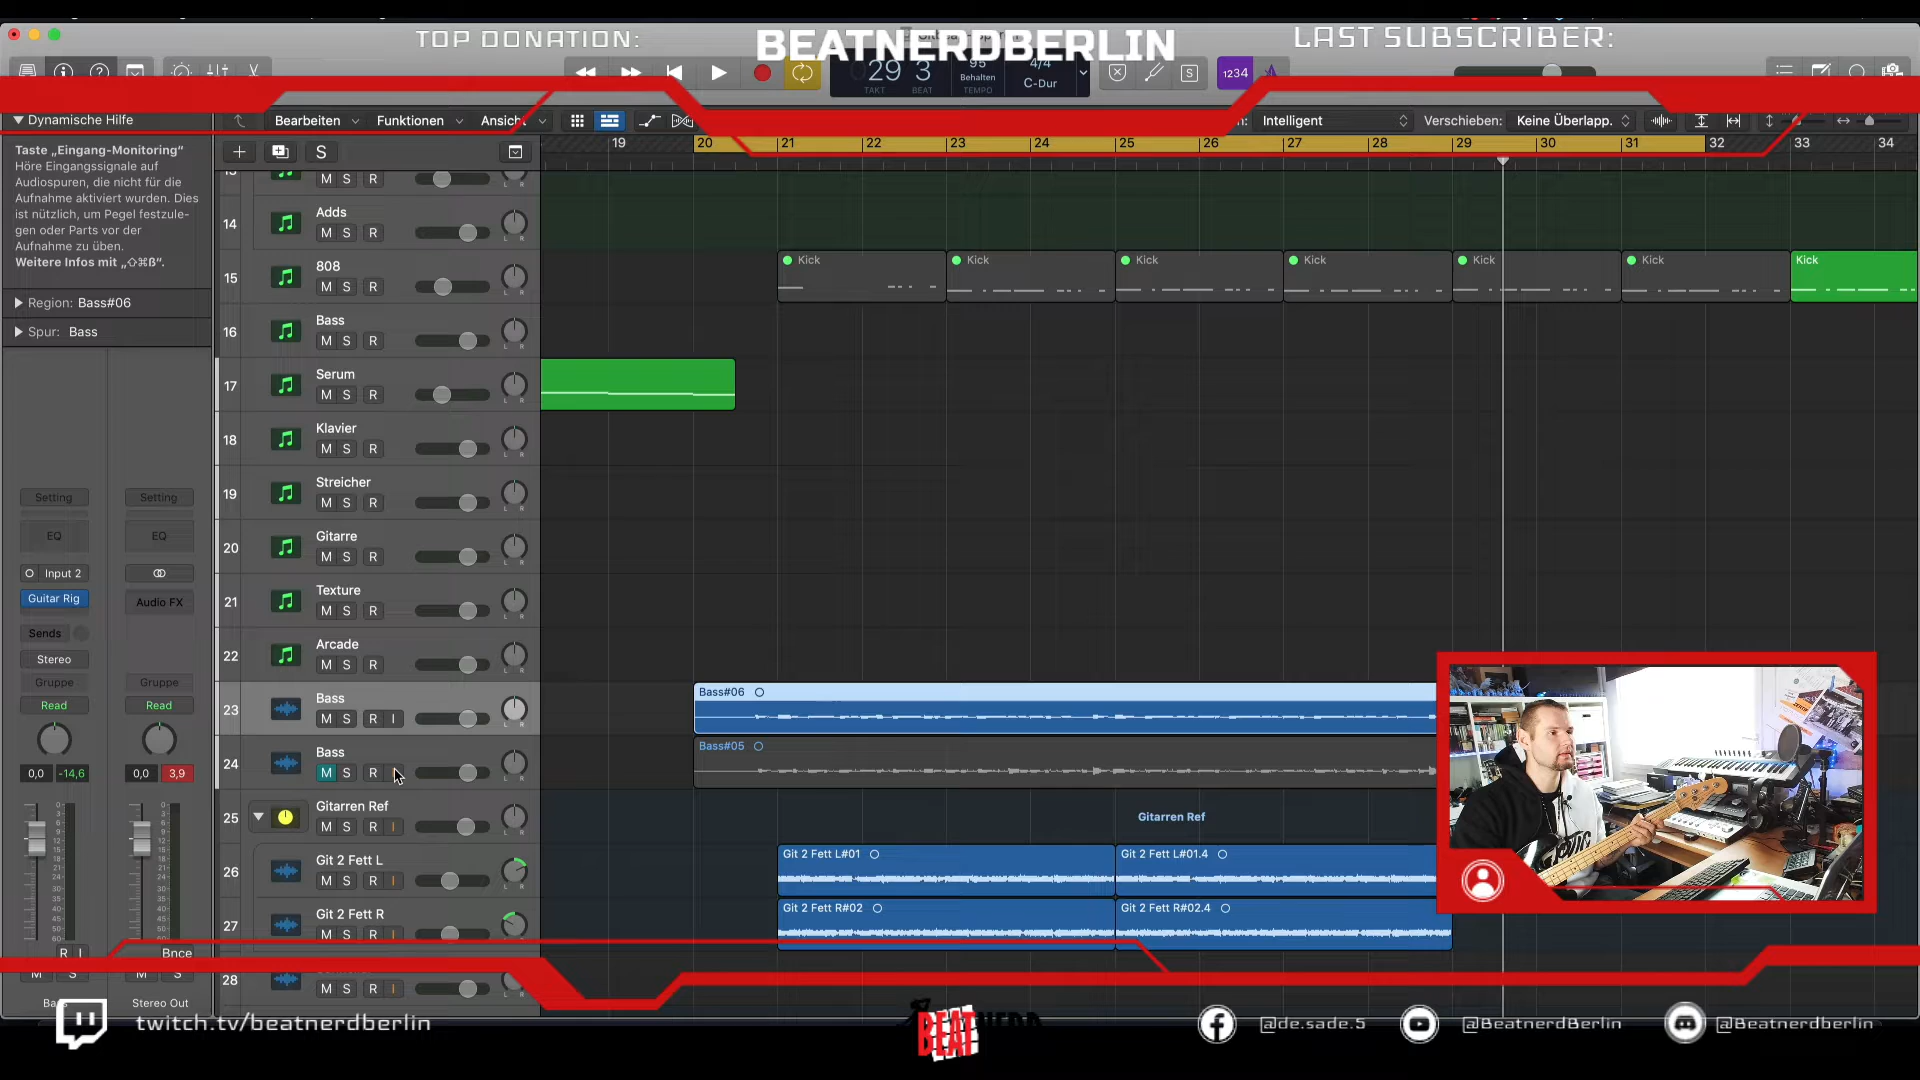 TOP DONATION:
BEATNERDBERLIN
LAST SUBSCRIBER:
29 3
TAKT BEAT
95
Behalten
TEMPO
4/4
C-Dur
S
1234
Dynamische Hilfe
Bearbeiten Funktionen Ansicht
Intelligent
Verschieben: Keine Überlapp.
Taste „Eingang-Monitoring“
Höre Eingangssignale auf
Audiospuren, die nicht für die
Aufnahme aktiviert wurden. Dies
ist nützlich, um Pegel festzule-
gen oder Parts vor der
Aufnahme zu üben.
Weitere Infos mit „⇧⌘ß“.
Region: Bass#06
Spur: Bass
S
19 20 21 22 23 24 25 26 27 28 29 30 31 32 33 34
M S R
14 Adds
M S R
15 808
M S R
Kick Kick Kick Kick Kick Kick Kick
16 Bass
M S R
17 Serum
M S R
18 Klavier
M S R
19 Streicher
M S R
20 Gitarre
M S R
21 Texture
M S R
22 Arcade
M S R
23 Bass
M S R I
Bass#06
24 Bass
M S R
Bass#05
25 Gitarren Ref
M S R I
Gitarren Ref
26 Git 2 Fett L
M S R I
Git 2 Fett L#01 Git 2 Fett L#01.4
27 Git 2 Fett R
M S R I
Git 2 Fett R#02 Git 2 Fett R#02.4
28
M S R I
Setting Setting
EQ EQ
Input 2
Guitar Rig Audio FX
Sends
Stereo
Gruppe Gruppe
Read Read
0,0 -14,6 0,0 3,9
R I Bnce
M S M S
Stereo Out
twitch.tv/beatnerdberlin
BEAT NERD
@de.sade.5
@BeatnerdBerlin
@Beatnerdberlin